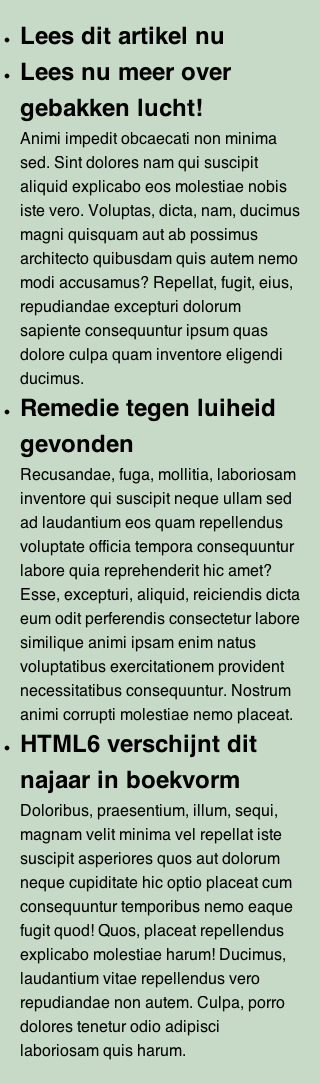 Lees dit artikel nu
Lees nu meer over
gebakken lucht!
Animi impedit obcaecati non minima
sed. Sint dolores nam qui suscipit
aliquid explicabo eos molestiae nobis
iste vero. Voluptas, dicta, nam, ducimus
magni quisquam aut ab possimus
architecto quibusdam quis autem nemo
modi accusamus? Repellat, fugit, eius,
repudiandae excepturi dolorum
sapiente consequuntur ipsum quas
dolore culpa quam inventore eligendi
ducimus.
Remedie tegen luiheid
gevonden
Recusandae, fuga, mollitia, laboriosam
inventore qui suscipit neque ullam sed
ad laudantium eos quam repellendus
voluptate officia tempora consequuntur
labore quia reprehenderit hic amet?
Esse, excepturi, aliquid, reiciendis dicta
eum odit perferendis consectetur labore
similique animi ipsam enim natus
voluptatibus exercitationem provident
necessitatibus consequuntur. Nostrum
animi corrupti molestiae nemo placeat.
HTML6 verschijnt dit
najaar in boekvorm
Doloribus, praesentium, illum, sequi,
magnam velit minima vel repellat iste
suscipit asperiores quos aut dolorum
neque cupiditate hic optio placeat cum
consequuntur temporibus nemo eaque
fugit quod! Quos, placeat repellendus
explicabo molestiae harum! Ducimus,
laudantium vitae repellendus vero
repudiandae non autem. Culpa, porro
dolores tenetur odio adipisci
laboriosam quis harum.